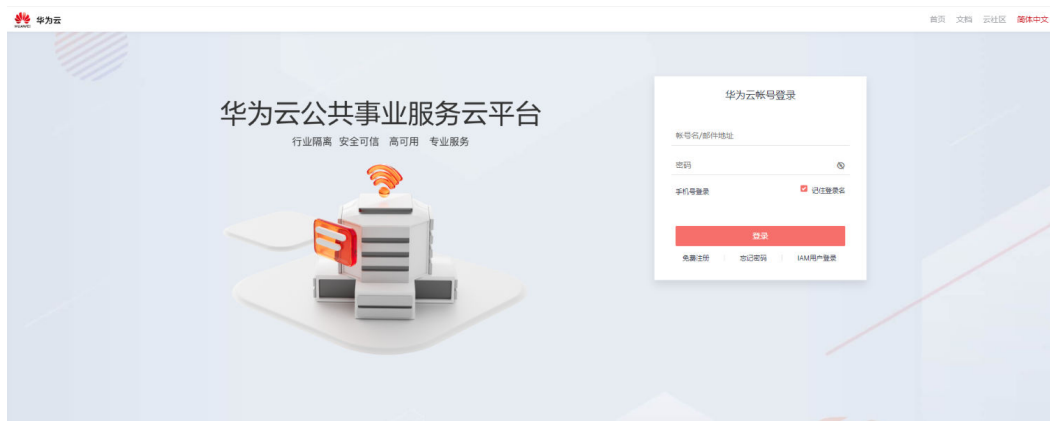 HUAWEI 华为云 首页 文档 云社区 简体中文
华为云公共事业服务云平台
行业隔离 安全可信 高可用 专业服务
华为云帐号登录
帐号名/邮件地址
密码
手机号登录 记住登录名
登录
免费注册 忘记密码 IAM用户登录